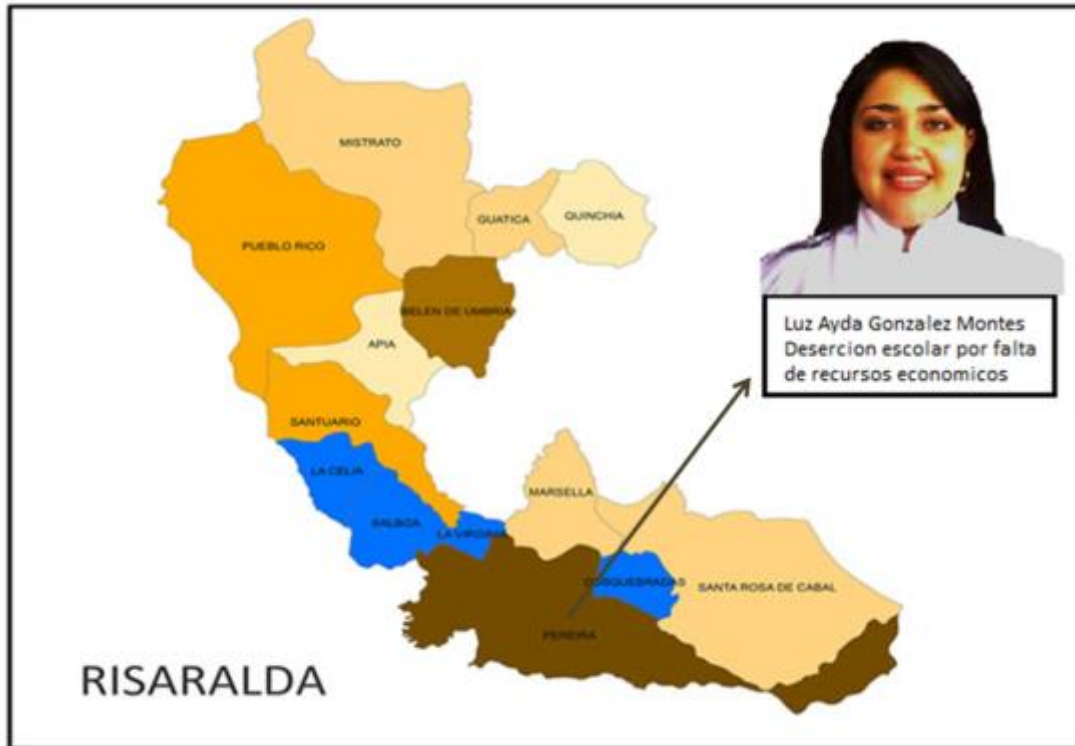 MISTRATO
GUATICA
QUINCHIA
PUEBLO RICO
BELEN DE UMBRIA
APIA
Luz Ayda Gonzalez Montes
Desercion escolar por falta
de recursos economicos
SANTUARIO
LA CELIA
BALBOA
LA VIRGINIA
MARSELLA
DOSQUEBRADAS
SANTA ROSA DE CABAL
PEREIRA
RISARALDA